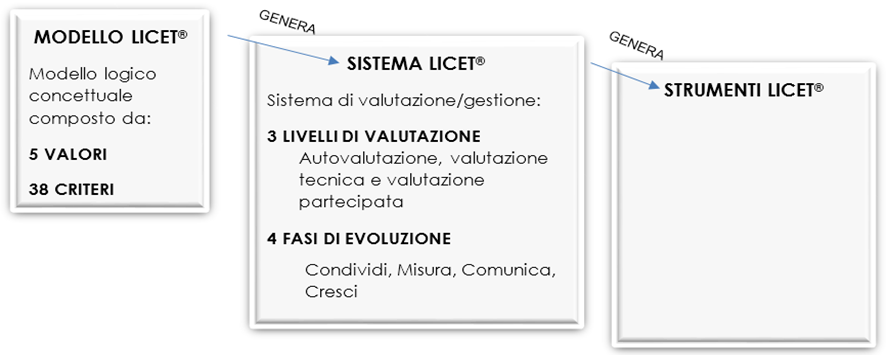 MODELLO LICET®
Modello logico
concettuale
composto da:
5 VALORI
38 CRITERI
GENERA
SISTEMA LICET®
Sistema di valutazione/gestione:
3 LIVELLI DI VALUTAZIONE
Autovalutazione, valutazione
tecnica e valutazione
partecipata
4 FASI DI EVOLUZIONE
Condividi, Misura, Comunica,
Cresci
GENERA
STRUMENTI LICET®